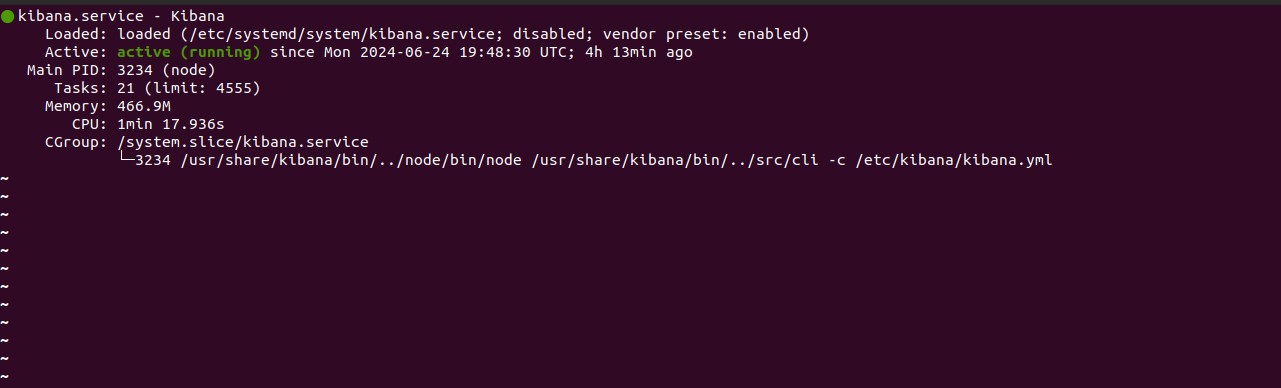 ● kibana.service - Kibana
Loaded: loaded (/etc/systemd/system/kibana.service; disabled; vendor preset: enabled)
Active: active (running) since Mon 2024-06-24 19:48:30 UTC; 4h 13min ago
Main PID: 3234 (node)
Tasks: 21 (limit: 4555)
Memory: 466.9M
CPU: 1min 17.936s
CGroup: /system.slice/kibana.service
└─3234 /usr/share/kibana/bin/../node/bin/node /usr/share/kibana/bin/../src/cli -c /etc/kibana/kibana.yml
~
~
~
~
~
~
~
~
~
~
~
~